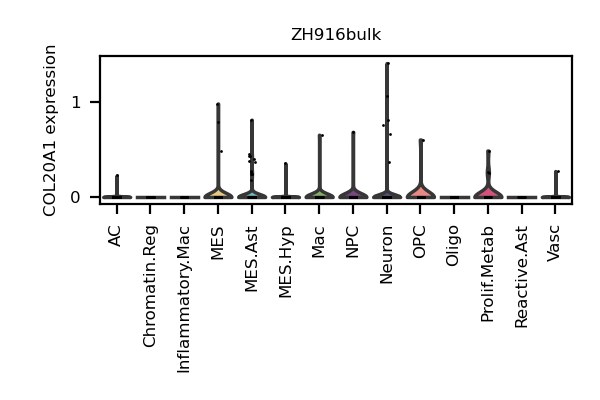 ZH916bulk
COL20A1 expression
1
0
AC
Chromatin.Reg
Inflammatory.Mac
MES
MES.Ast
MES.Hyp
Mac
NPC
Neuron
OPC
Oligo
Prolif.Metab
Reactive.Ast
Vasc